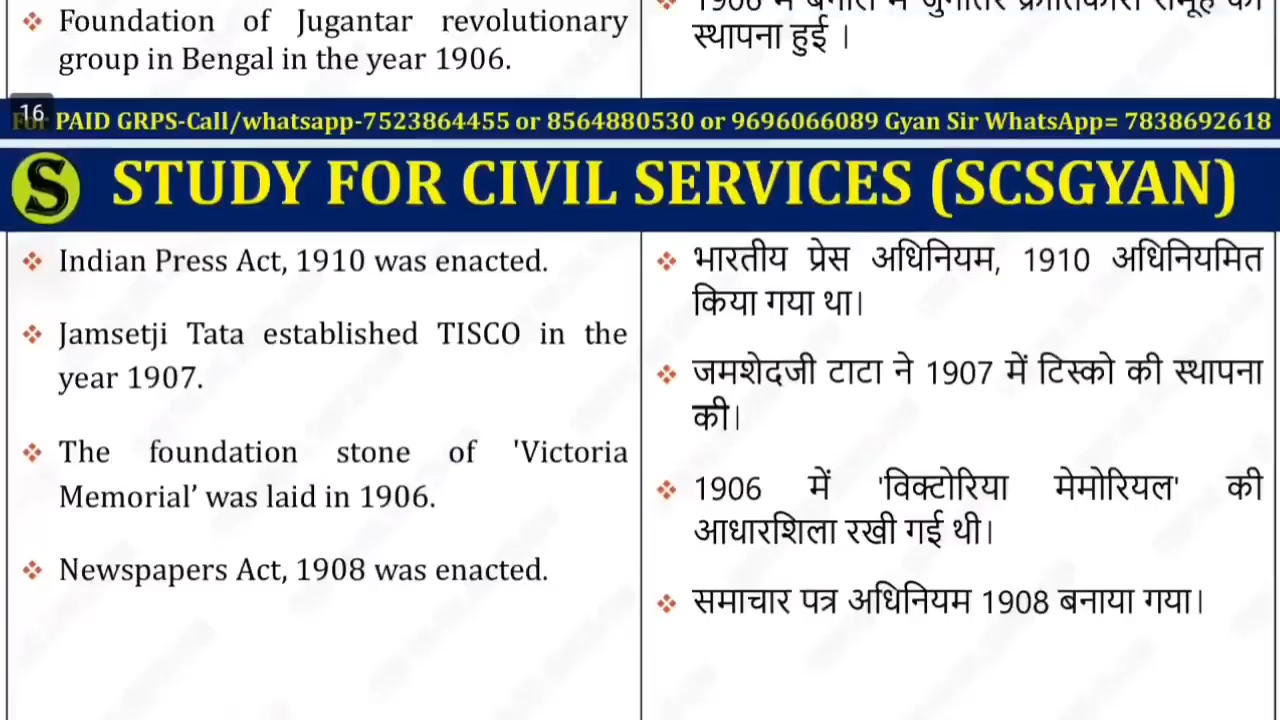 Foundation of Jugantar revolutionary
group in Bengal in the year 1906.
स्थापना हुई ।
16
PAID GRPS-Call/whatsapp-7523864455 or 8564880530 or 9696066089 Gyan Sir WhatsApp= 7838692618
S STUDY FOR CIVIL SERVICES (SCSGYAN)
Indian Press Act, 1910 was enacted.
Jamsetji Tata established TISCO in the
year 1907.
The foundation stone of 'Victoria
Memorial’ was laid in 1906.
Newspapers Act, 1908 was enacted.
भारतीय प्रेस अधिनियम, 1910 अधिनियमित
किया गया था।
जमशेदजी टाटा ने 1907 में टिस्को की स्थापना
की।
1906 में 'विक्टोरिया मेमोरियल' की
आधारशिला रखी गई थी।
समाचार पत्र अधिनियम 1908 बनाया गया।